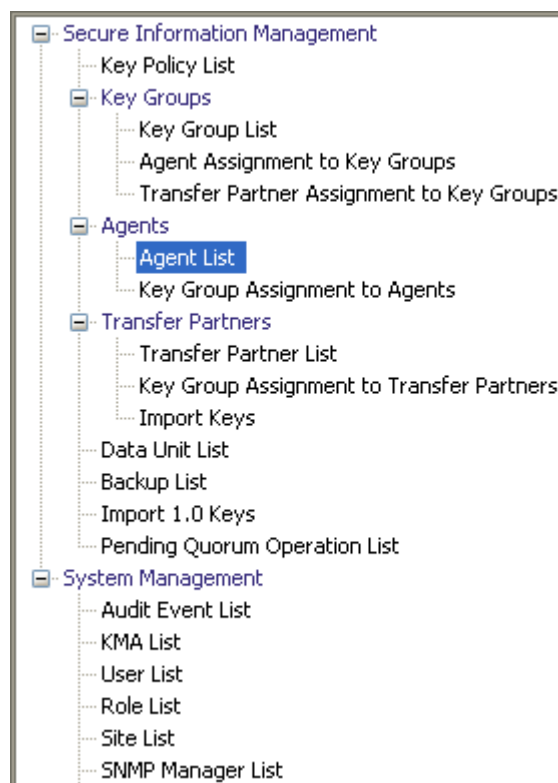 Secure Information Management
Key Policy List
Key Groups
Key Group List
Agent Assignment to Key Groups
Transfer Partner Assignment to Key Groups
Agents
Agent List
Key Group Assignment to Agents
Transfer Partners
Transfer Partner List
Key Group Assignment to Transfer Partners
Import Keys
Data Unit List
Backup List
Import 1.0 Keys
Pending Quorum Operation List
System Management
Audit Event List
KMA List
User List
Role List
Site List
SNMP Manager List